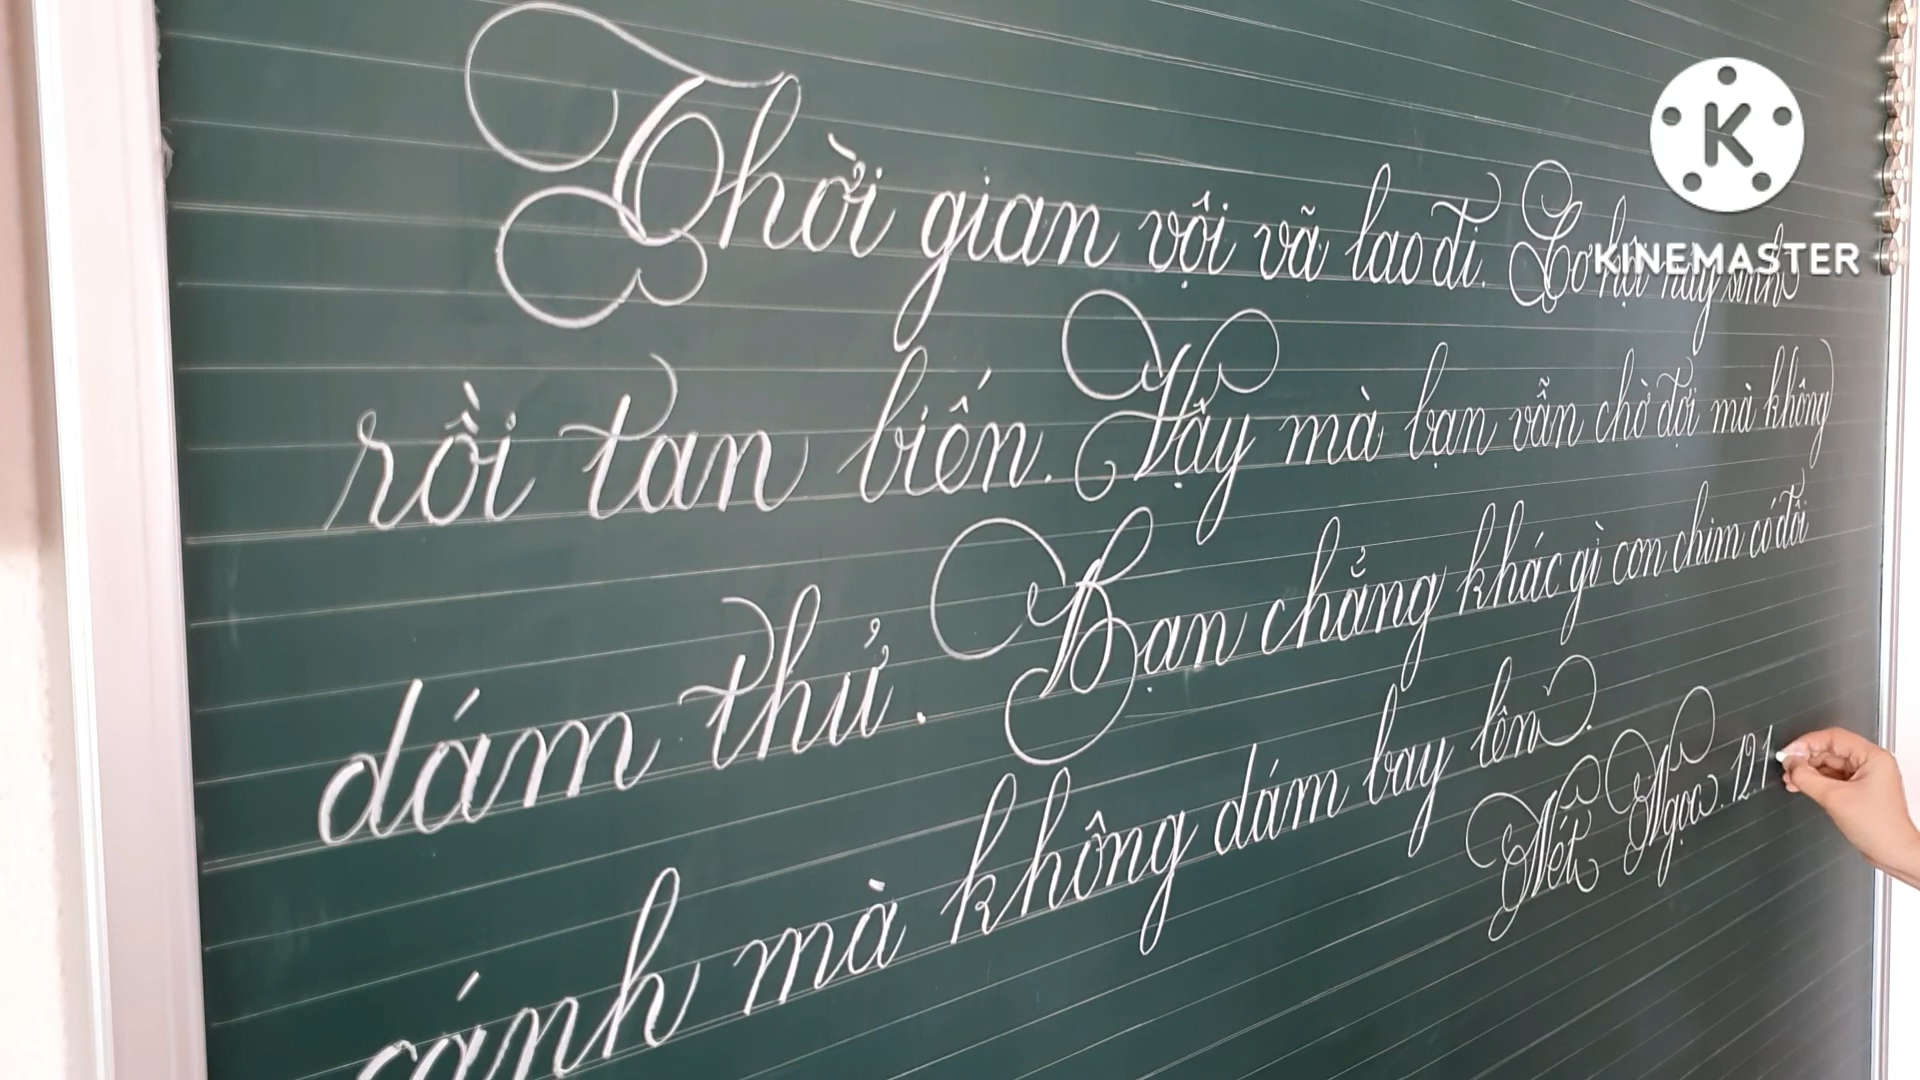 Thời gian vội vã lao đi. Cơ hội nảy sinh
rồi tan biến. Vậy mà bạn vẫn chờ đợi mà không
dám thử. Bạn chẳng khác gì con chim có đôi
cánh mà không dám bay lên.
Nét Ngọc. 12.1
KINEMASTER